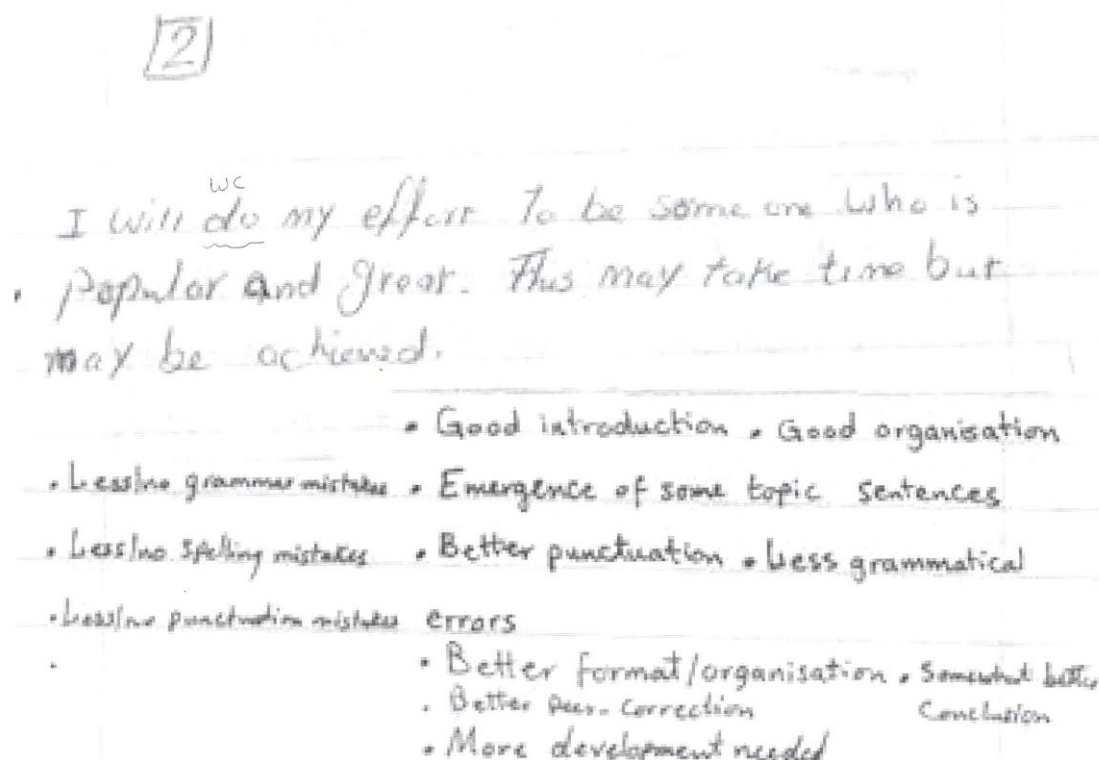 2
wc
I will do my effort to be some one who is
popular and great. This may take time but
may be achieved.
• Good introduction • Good organisation
• Less/no grammer mistakes • Emergence of some topic sentences
• Less/no spelling mistakes • Better punctuation • Less grammatical
• Less/no punctuation mistakes errors
• Better format/organisation • Somewhat better
• Better peer-correction Conclusion
• More development needed